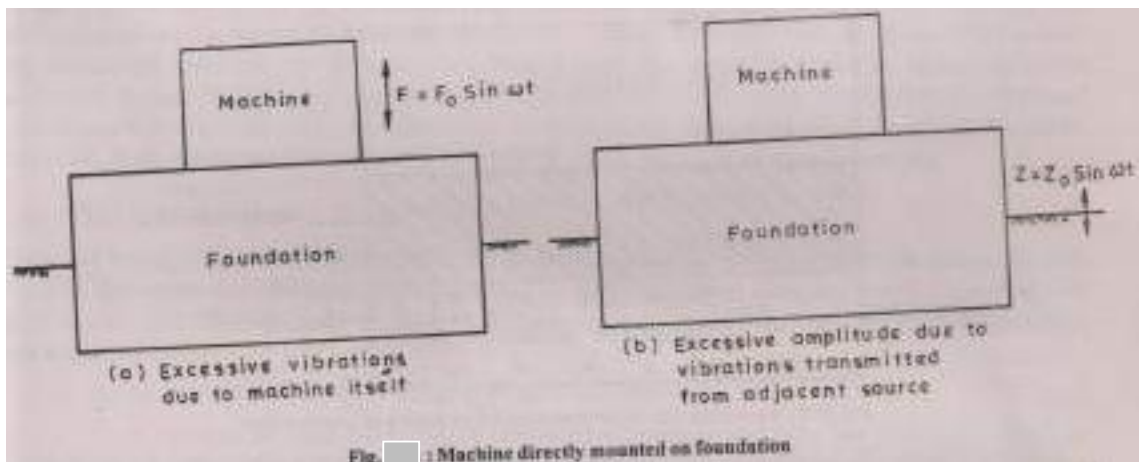 Machine
F = F₀ Sin ωt
Foundation
(a) Excessive vibrations
due to machine itself
Machine
Z = Z₀ Sin ωt
Foundation
(b) Excessive amplitude due to
vibrations transmitted
from adjacent source
Fig. : Machine directly mounted on foundation